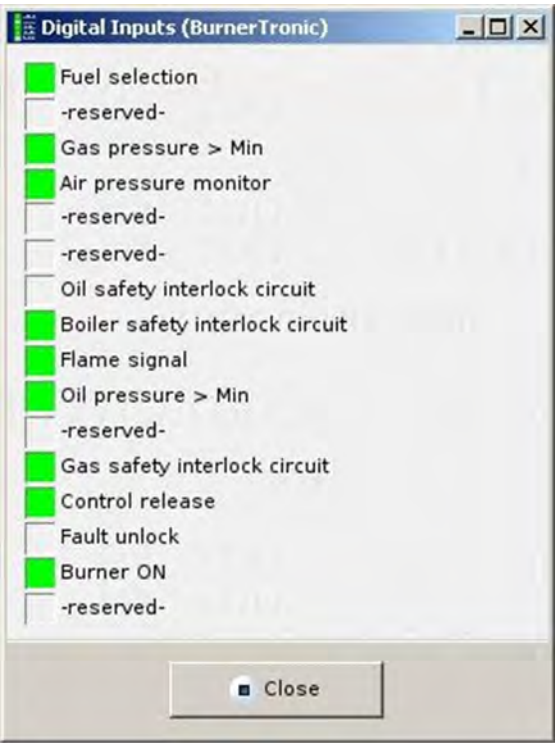 Digital Inputs (BurnerTronic)
Fuel selection
-reserved-
Gas pressure > Min
Air pressure monitor
-reserved-
-reserved-
Oil safety interlock circuit
Boiler safety interlock circuit
Flame signal
Oil pressure > Min
-reserved-
Gas safety interlock circuit
Control release
Fault unlock
Burner ON
-reserved-
Close